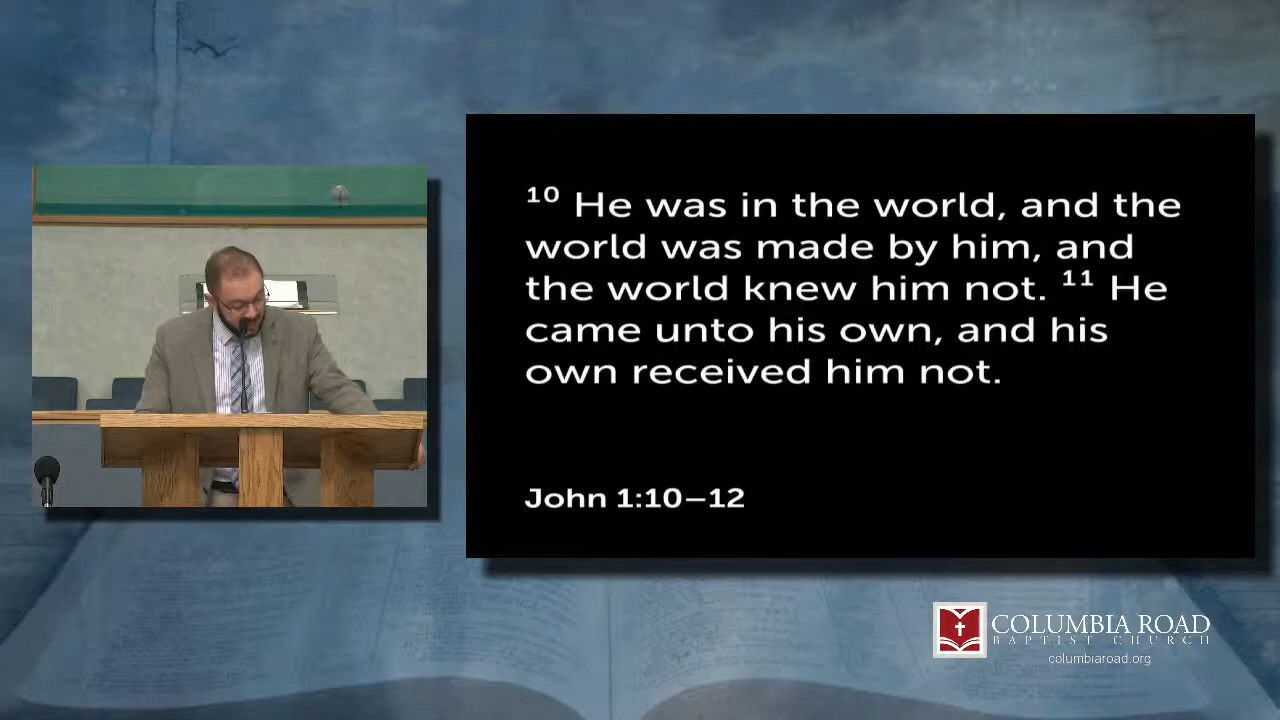 ¹⁰ He was in the world, and the
world was made by him, and
the world knew him not. ¹¹ He
came unto his own, and his
own received him not.
John 1:10–12
COLUMBIA ROAD
BAPTIST CHURCH
columbiaroad.org